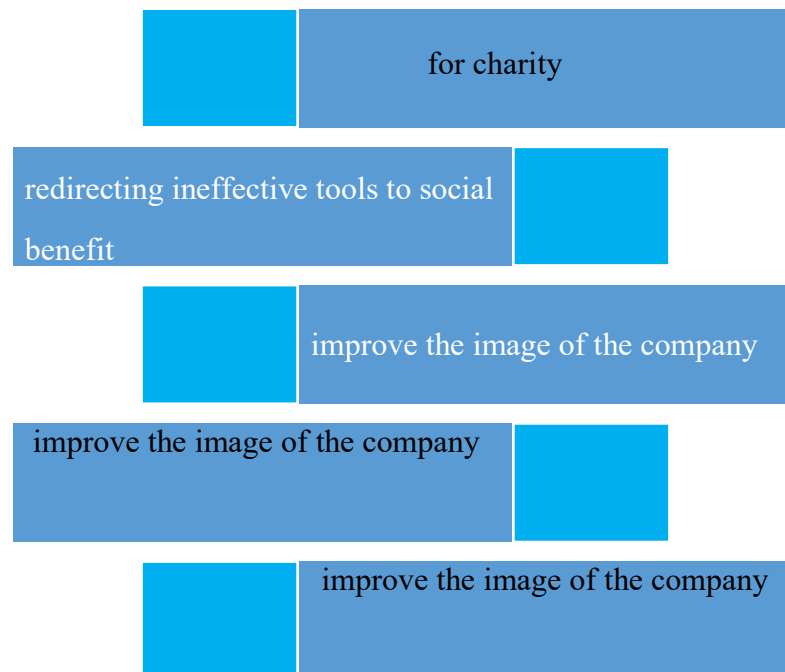 for charity
redirecting ineffective tools to social
benefit
improve the image of the company
improve the image of the company
improve the image of the company